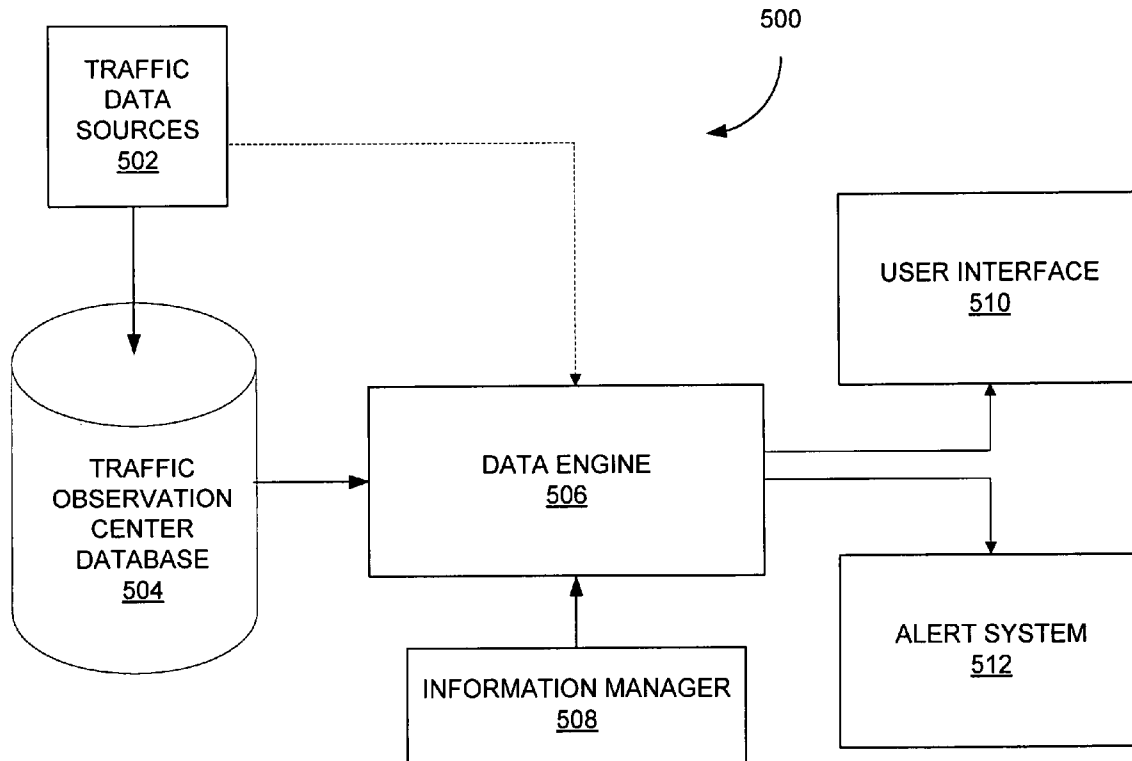 500
TRAFFIC
DATA
SOURCES
502
USER INTERFACE
510
TRAFFIC
OBSERVATION
CENTER
DATABASE
504
DATA ENGINE
506
ALERT SYSTEM
512
INFORMATION MANAGER
508